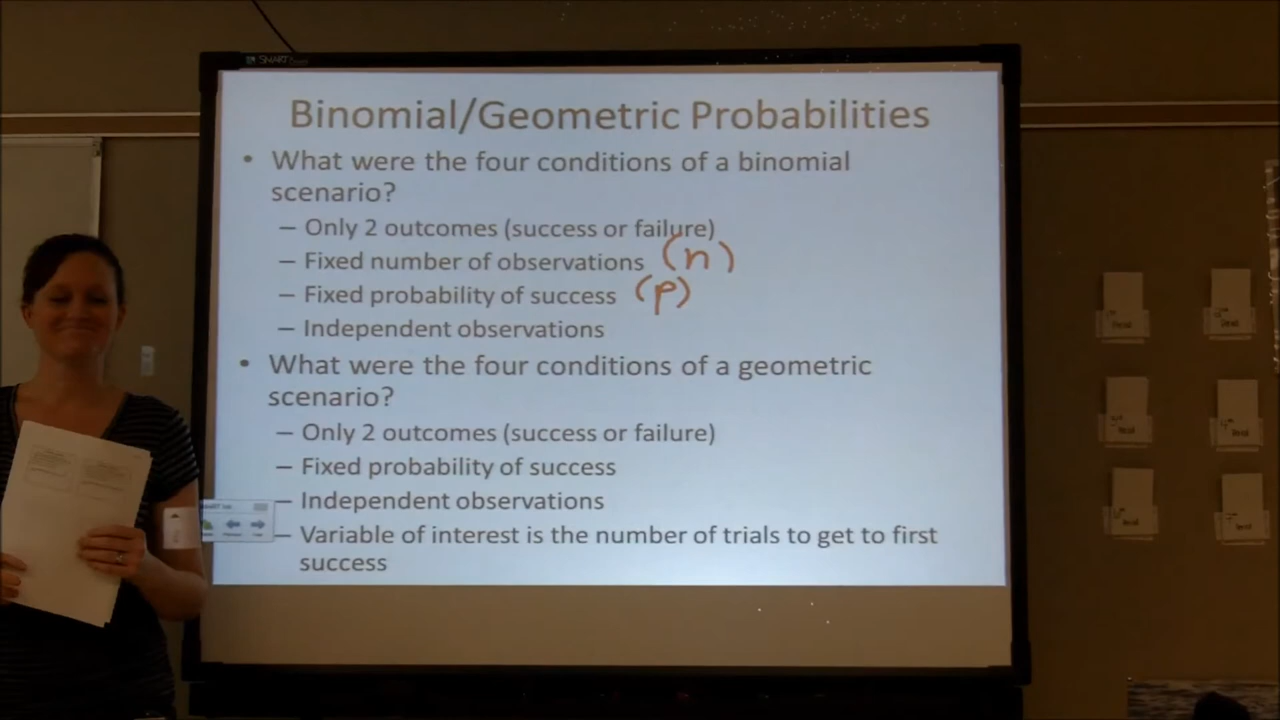 SMART
Binomial/Geometric Probabilities
• What were the four conditions of a binomial
scenario?
– Only 2 outcomes (success or failure)
– Fixed number of observations (n)
– Fixed probability of success (p)
– Independent observations
• What were the four conditions of a geometric
scenario?
– Only 2 outcomes (success or failure)
– Fixed probability of success
– Independent observations
– Variable of interest is the number of trials to get to first
success